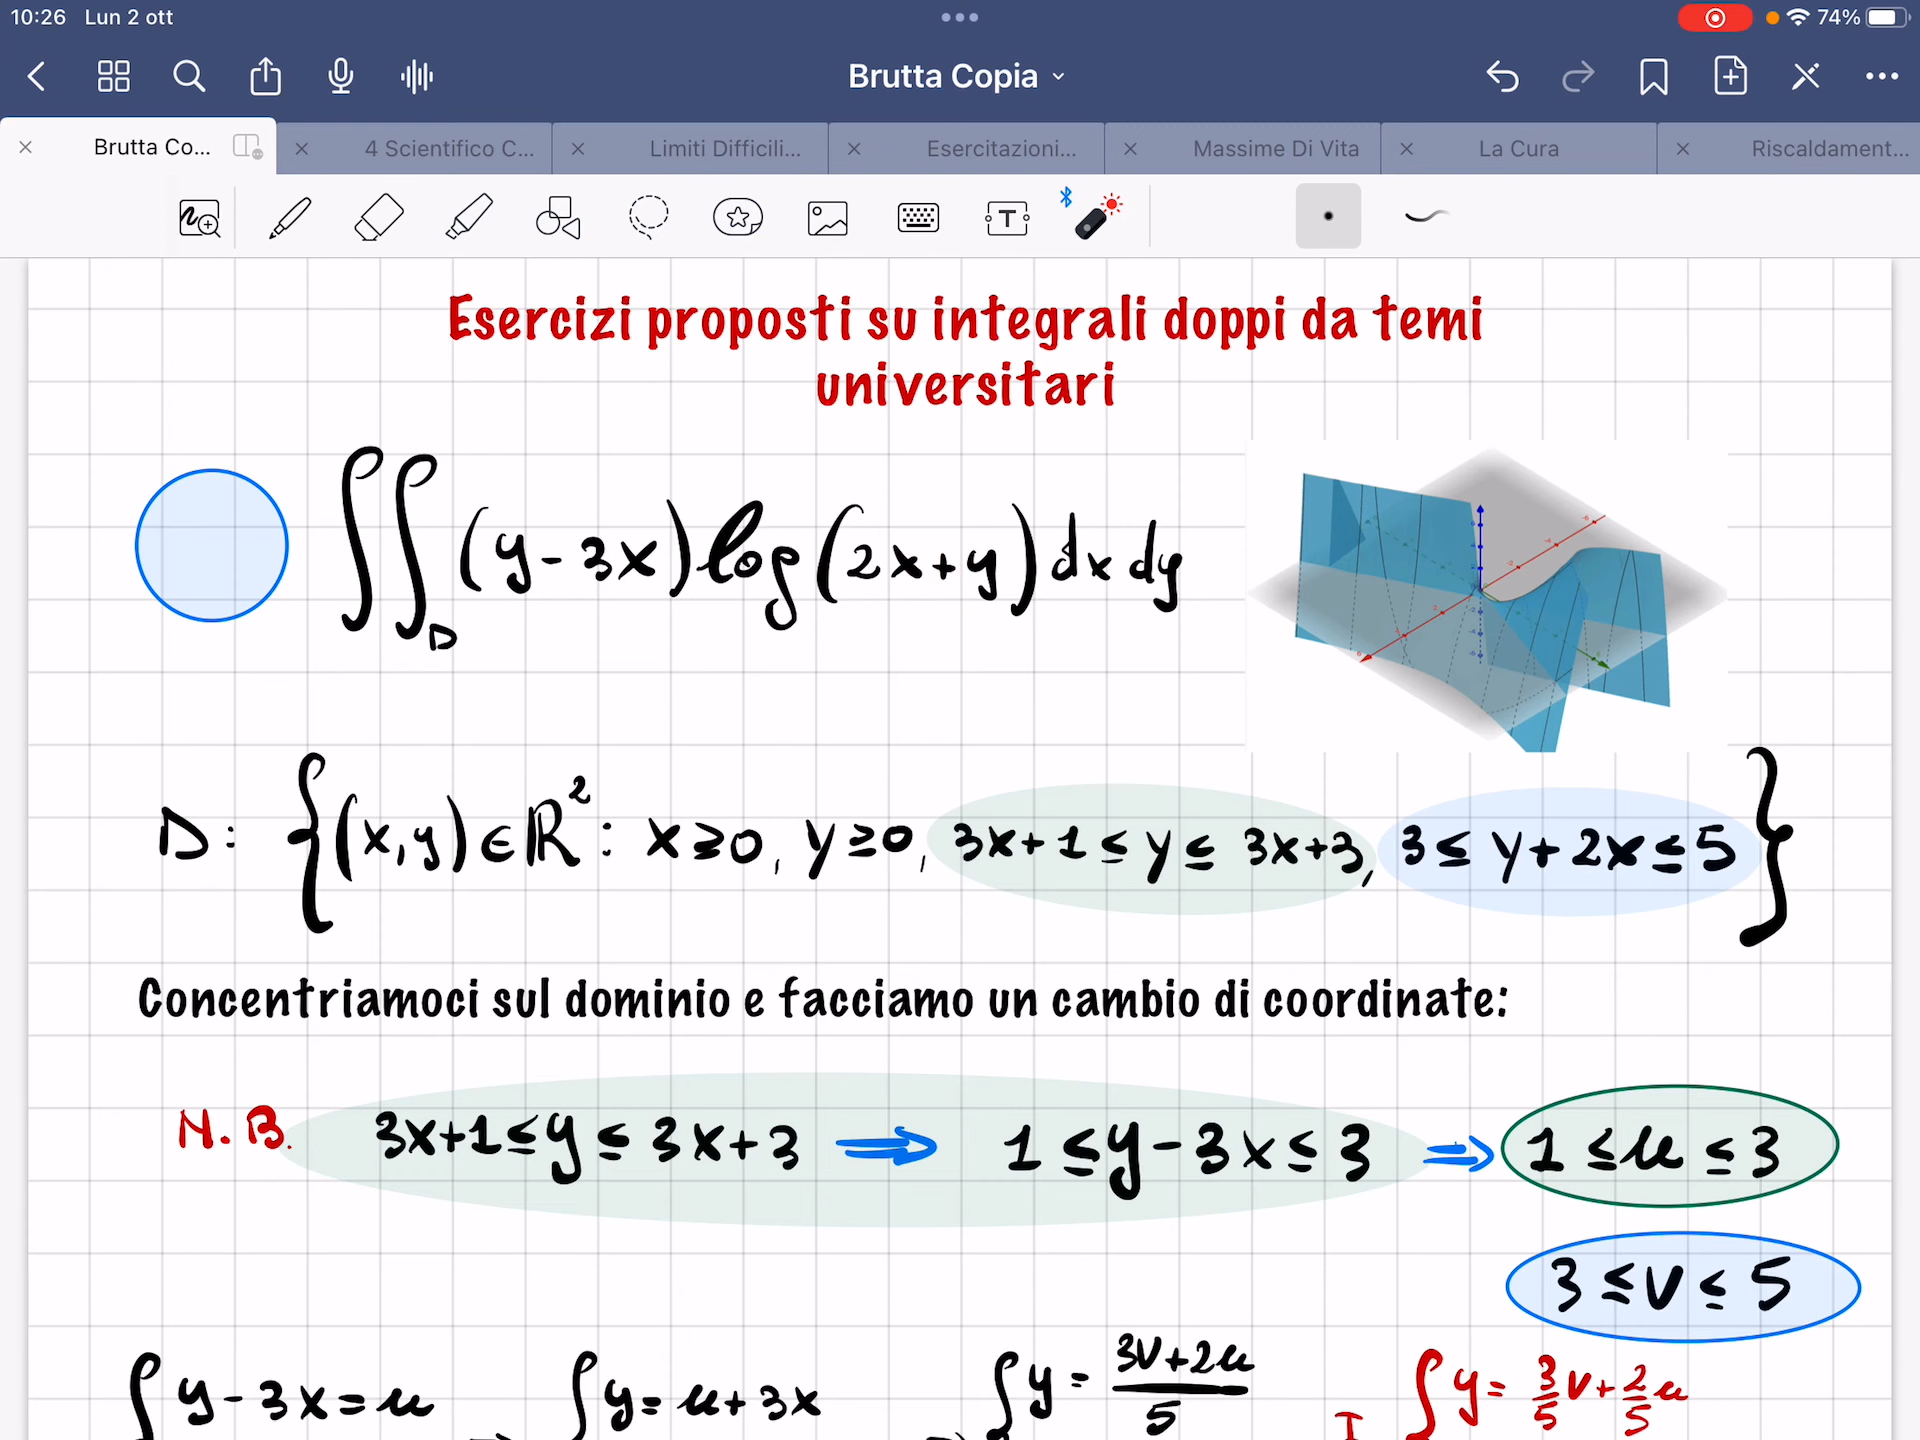 10:26 Lun 2 ott
74%
Brutta Copia
Brutta Co... 4 Scientifico C... Limiti Difficili... Esercitazioni... Massime Di Vita La Cura Riscaldament...
T
Esercizi proposti su integrali doppi da temi
universitari
∬_D (y-3x) log(2x+y) dx dy
D: {(x,y) ∈ ℝ²: x≥0, y≥0, 3x+1 ≤ y ≤ 3x+3, 3 ≤ y+2x ≤ 5}
Concentriamoci sul dominio e facciamo un cambio di coordinate:
N.B. 3x+1 ≤ y ≤ 3x+3 ⇒ 1 ≤ y-3x ≤ 3 ⇒ 1 ≤ u ≤ 3
3 ≤ v ≤ 5
{ y-3x=u ⇒ { y=u+3x ⇒ { y= (3v+2u)/5 { y= 3/5 v + 2/5 u